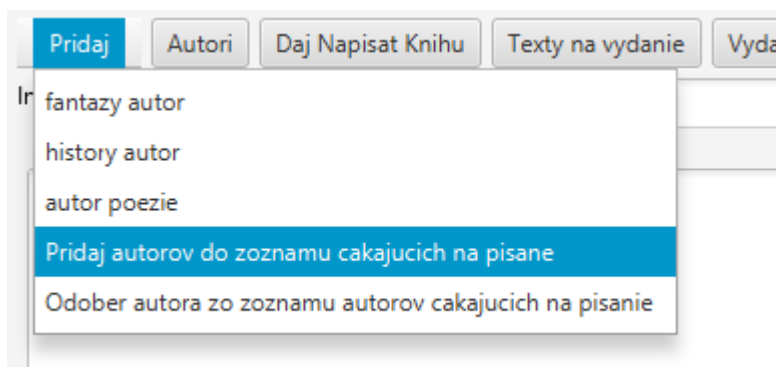 Pridaj Autori Daj Napisat Knihu Texty na vydanie
fantazy autor
history autor
autor poezie
Pridaj autorov do zoznamu cakajucich na pisane
Odober autora zo zoznamu autorov cakajucich na pisanie